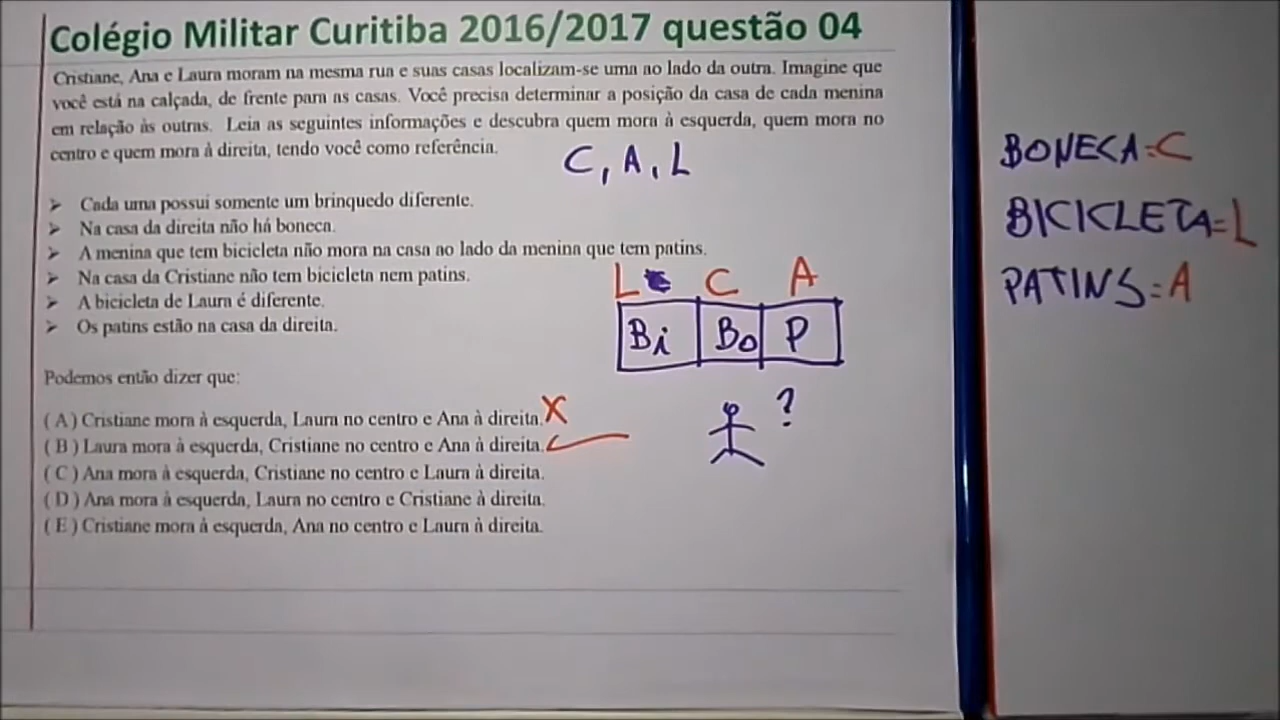 Colégio Militar Curitiba 2016/2017 questão 04
Cristiane, Ana e Laura moram na mesma rua e suas casas localizam-se uma ao lado da outra. Imagine que
você está na calçada, de frente para as casas. Você precisa determinar a posição da casa de cada menina
em relação às outras. Leia as seguintes informações e descubra quem mora à esquerda, quem mora no
centro e quem mora à direita, tendo você como referência.
C, A, L
➢ Cada uma possui somente um brinquedo diferente.
➢ Na casa da direita não há boneca.
➢ A menina que tem bicicleta não mora na casa ao lado da menina que tem patins.
➢ Na casa da Cristiane não tem bicicleta nem patins.
➢ A bicicleta de Laura é diferente.
➢ Os patins estão na casa da direita.
L C A
Bi Bo P
?
Podemos então dizer que:
( A ) Cristiane mora à esquerda, Laura no centro e Ana à direita. X
( B ) Laura mora à esquerda, Cristiane no centro e Ana à direita.
( C ) Ana mora à esquerda, Cristiane no centro e Laura à direita.
( D ) Ana mora à esquerda, Laura no centro e Cristiane à direita.
( E ) Cristiane mora à esquerda, Ana no centro e Laura à direita.
BONECA=C
BICICLETA=L
PATINS=A